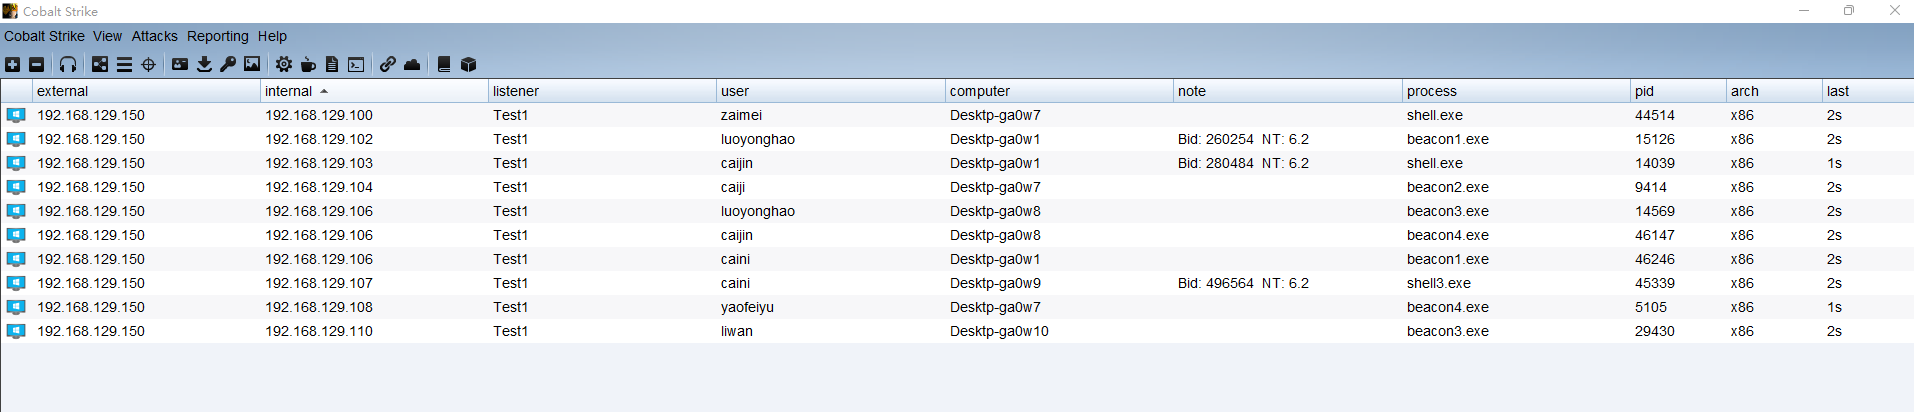 Cobalt Strike
Cobalt Strike View Attacks Reporting Help
external internal listener user computer note process pid arch last
192.168.129.150 192.168.129.100 Test1 zaimei Desktp-ga0w7 shell.exe 44514 x86 2s
192.168.129.150 192.168.129.102 Test1 luoyonghao Desktp-ga0w1 Bid: 260254 NT: 6.2 beacon1.exe 15126 x86 2s
192.168.129.150 192.168.129.103 Test1 caijin Desktp-ga0w1 Bid: 280484 NT: 6.2 shell.exe 14039 x86 1s
192.168.129.150 192.168.129.104 Test1 caiji Desktp-ga0w7 beacon2.exe 9414 x86 2s
192.168.129.150 192.168.129.106 Test1 luoyonghao Desktp-ga0w8 beacon3.exe 14569 x86 2s
192.168.129.150 192.168.129.106 Test1 caijin Desktp-ga0w8 beacon4.exe 46147 x86 2s
192.168.129.150 192.168.129.106 Test1 caini Desktp-ga0w1 beacon1.exe 46246 x86 2s
192.168.129.150 192.168.129.107 Test1 caini Desktp-ga0w9 Bid: 496564 NT: 6.2 shell3.exe 45339 x86 2s
192.168.129.150 192.168.129.108 Test1 yaofeiyu Desktp-ga0w7 beacon4.exe 5105 x86 1s
192.168.129.150 192.168.129.110 Test1 liwan Desktp-ga0w10 beacon3.exe 29430 x86 2s